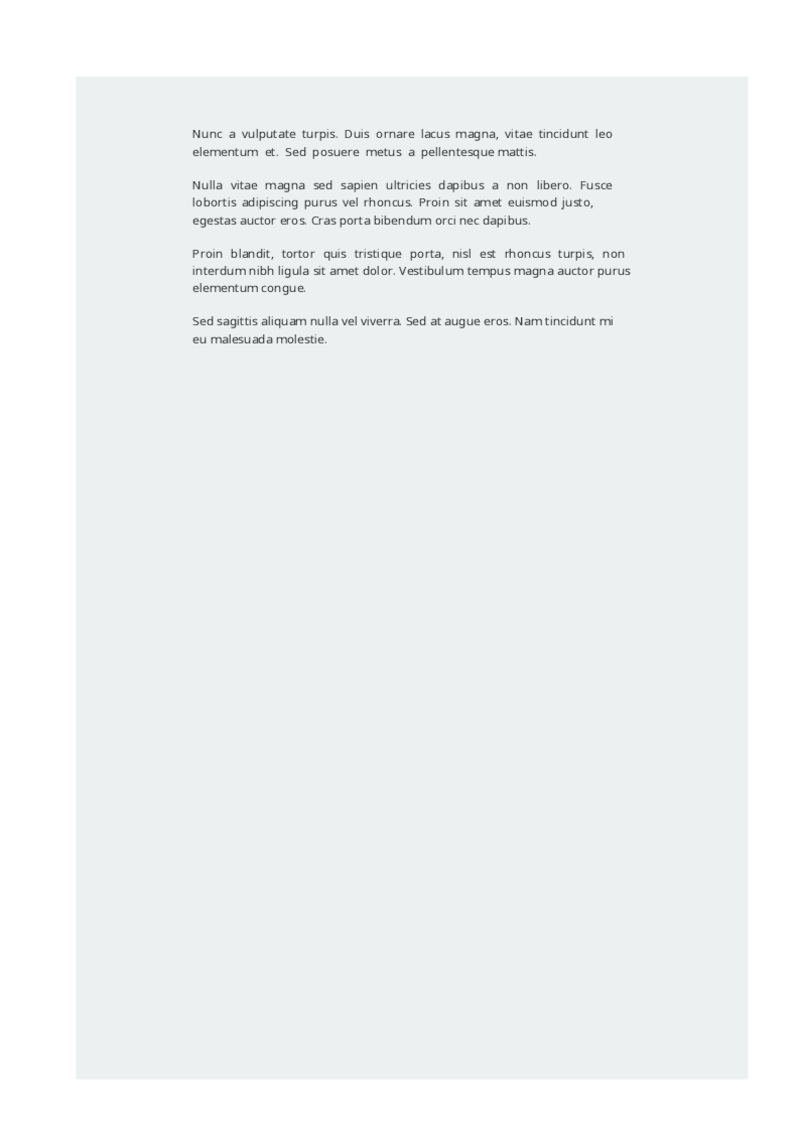 Nunc a vulputate turpis. Duis ornare lacus magna, vitae tincidunt leo
elementum et. Sed posuere metus a pellentesque mattis.
Nulla vitae magna sed sapien ultricies dapibus a non libero. Fusce
lobortis adipiscing purus vel rhoncus. Proin sit amet euismod justo,
egestas auctor eros. Cras porta bibendum orci nec dapibus.
Proin blandit, tortor quis tristique porta, nisl est rhoncus turpis, non
interdum nibh ligula sit amet dolor. Vestibulum tempus magna auctor purus
elementum congue.
Sed sagittis aliquam nulla vel viverra. Sed at augue eros. Nam tincidunt mi
eu malesuada molestie.